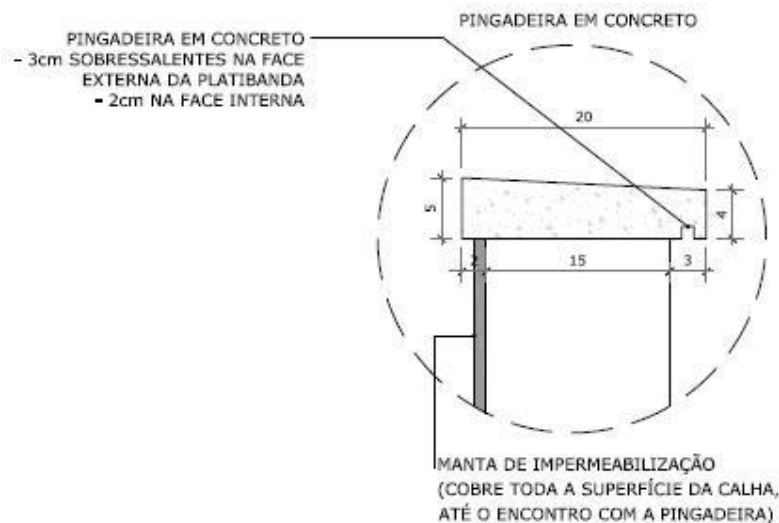 PINGADEIRA EM CONCRETO
PINGADEIRA EM CONCRETO
- 3cm SOBRESSALENTES NA FACE
EXTERNA DA PLATIBANDA
- 2cm NA FACE INTERNA
20
5
4
2
15
3
MANTA DE IMPERMEABILIZAÇÃO
(COBRE TODA A SUPERFÍCIE DA CALHA,
ATÉ O ENCONTRO COM A PINGADEIRA)